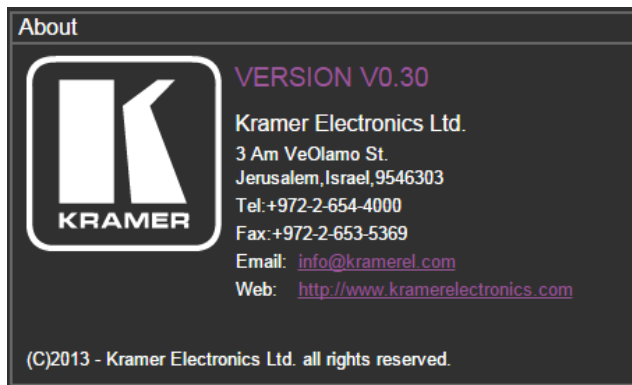 About
KRAMER
VERSION V0.30
Kramer Electronics Ltd.
3 Am VeOlamo St.
Jerusalem,Israel,9546303
Tel:+972-2-654-4000
Fax:+972-2-653-5369
Email: info@kramerel.com
Web: http://www.kramerelectronics.com
(C)2013 - Kramer Electronics Ltd. all rights reserved.